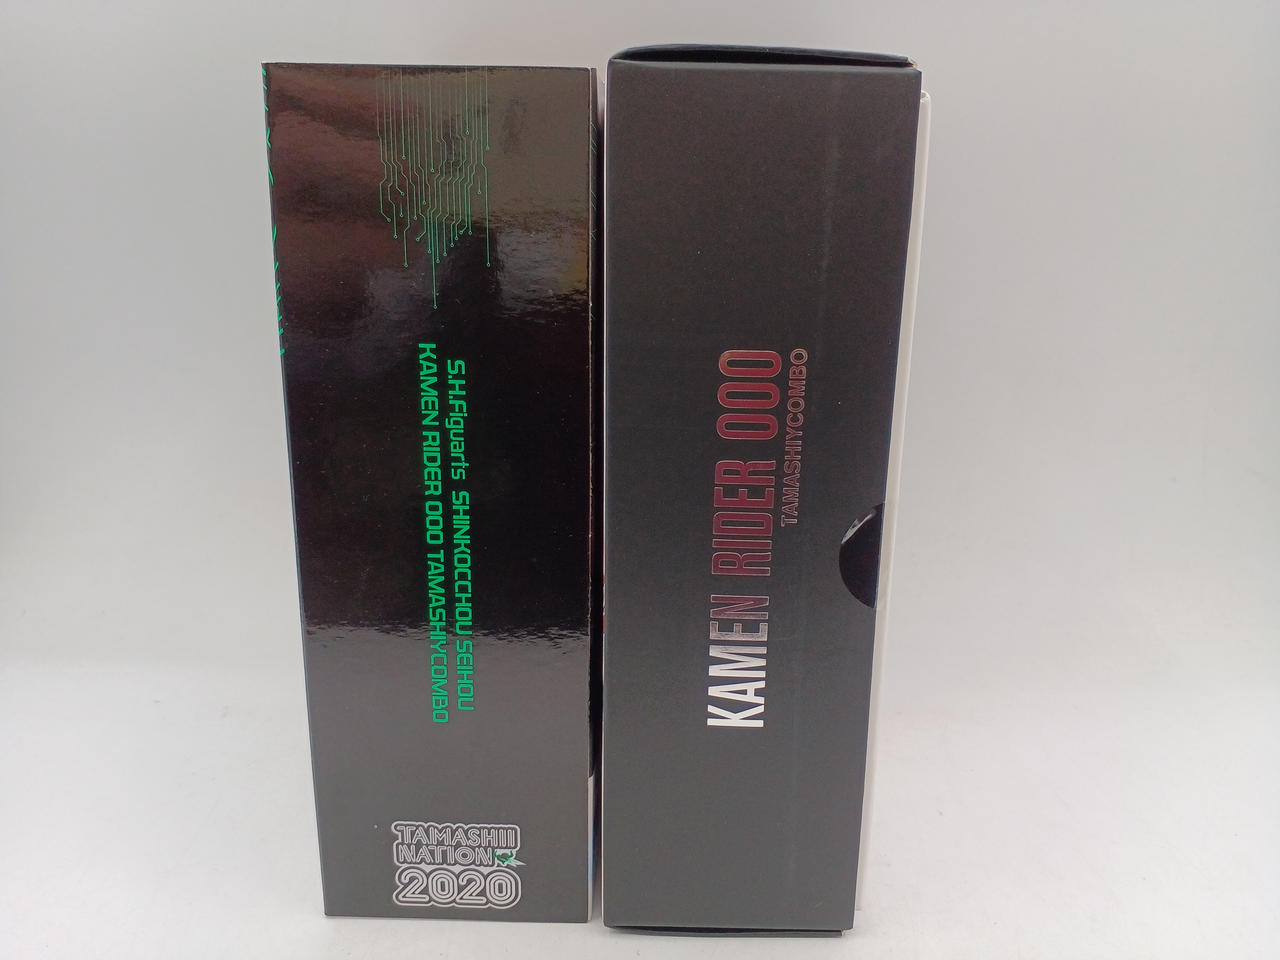 S.H.Figuarts SHINKOCCHOU SEIHOU
KAMEN RIDER OOO TAMASHIYCOMBO
TAMASHII
NATION
2020
KAMEN RIDER OOO
TAMASHIYCOMBO